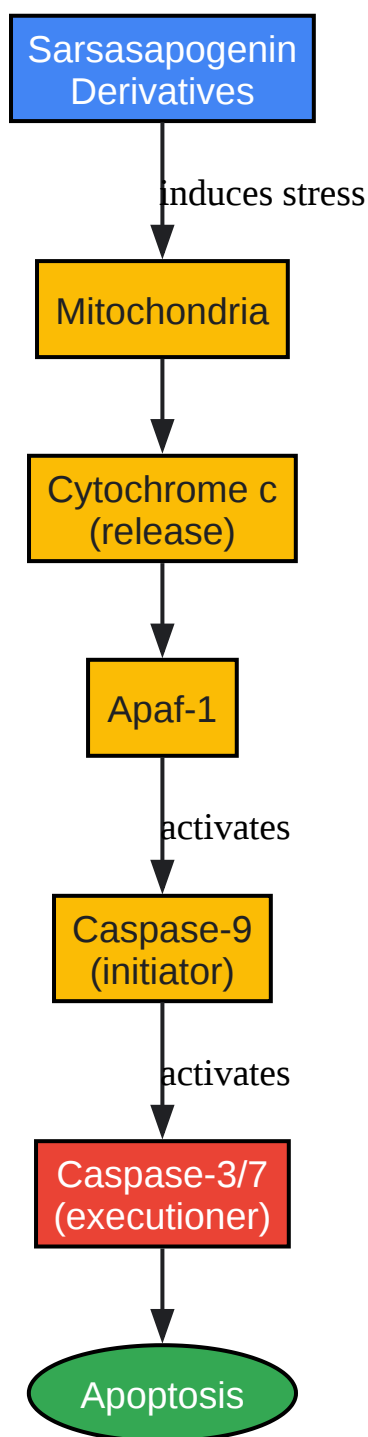 Sarsasapogenin
Derivatives
induces stress
Mitochondria
Cytochrome c
(release)
Apaf-1
activates
Caspase-9
(initiator)
activates
Caspase-3/7
(executioner)
Apoptosis